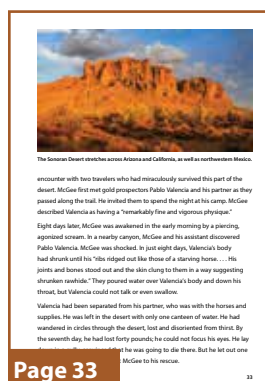 The Sonoran Desert stretches across Arizona and California, as well as northwestern Mexico.
encounter with two travelers who had miraculously survived this part of the
desert. McGee first met gold prospectors Pablo Valencia and his partner as they
passed along the trail. He invited them to spend the night at his camp. McGee
described Valencia as having a "remarkably fine and vigorous physique."
Eight days later, McGee was awakened in the early morning by a piercing,
agonized scream. In a nearby canyon, McGee and his assistant discovered
Pablo Valencia. McGee was shocked. In just eight days, Valencia's body
had shrunk until his "ribs ridged out like those of a starving horse. . . . His
joints and bones stood out and the skin clung to them in a way suggesting
shrunken rawhide." They poured water over Valencia's body and down his
throat, but Valencia could not talk or even swallow.
Valencia had been separated from his partner, who was with the horses and
supplies. He was left in the desert with only one canteen of water. He had
wandered in circles through the desert, lost and disoriented from thirst. By
the seventh day, he had lost forty pounds; he could not focus his eyes. He lay
he was going to die there. But he let out one
McGee to his rescue.
Page 33
33